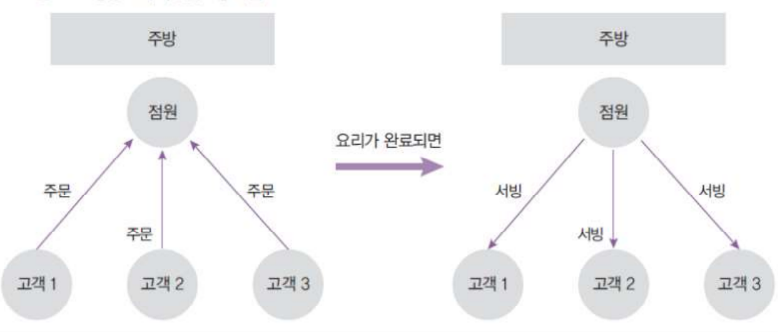 주방
점원
주문
주문
주문
고객 1
고객 2
고객 3
요리가 완료되면
주방
점원
서빙
서빙
서빙
고객 1
고객 2
고객 3